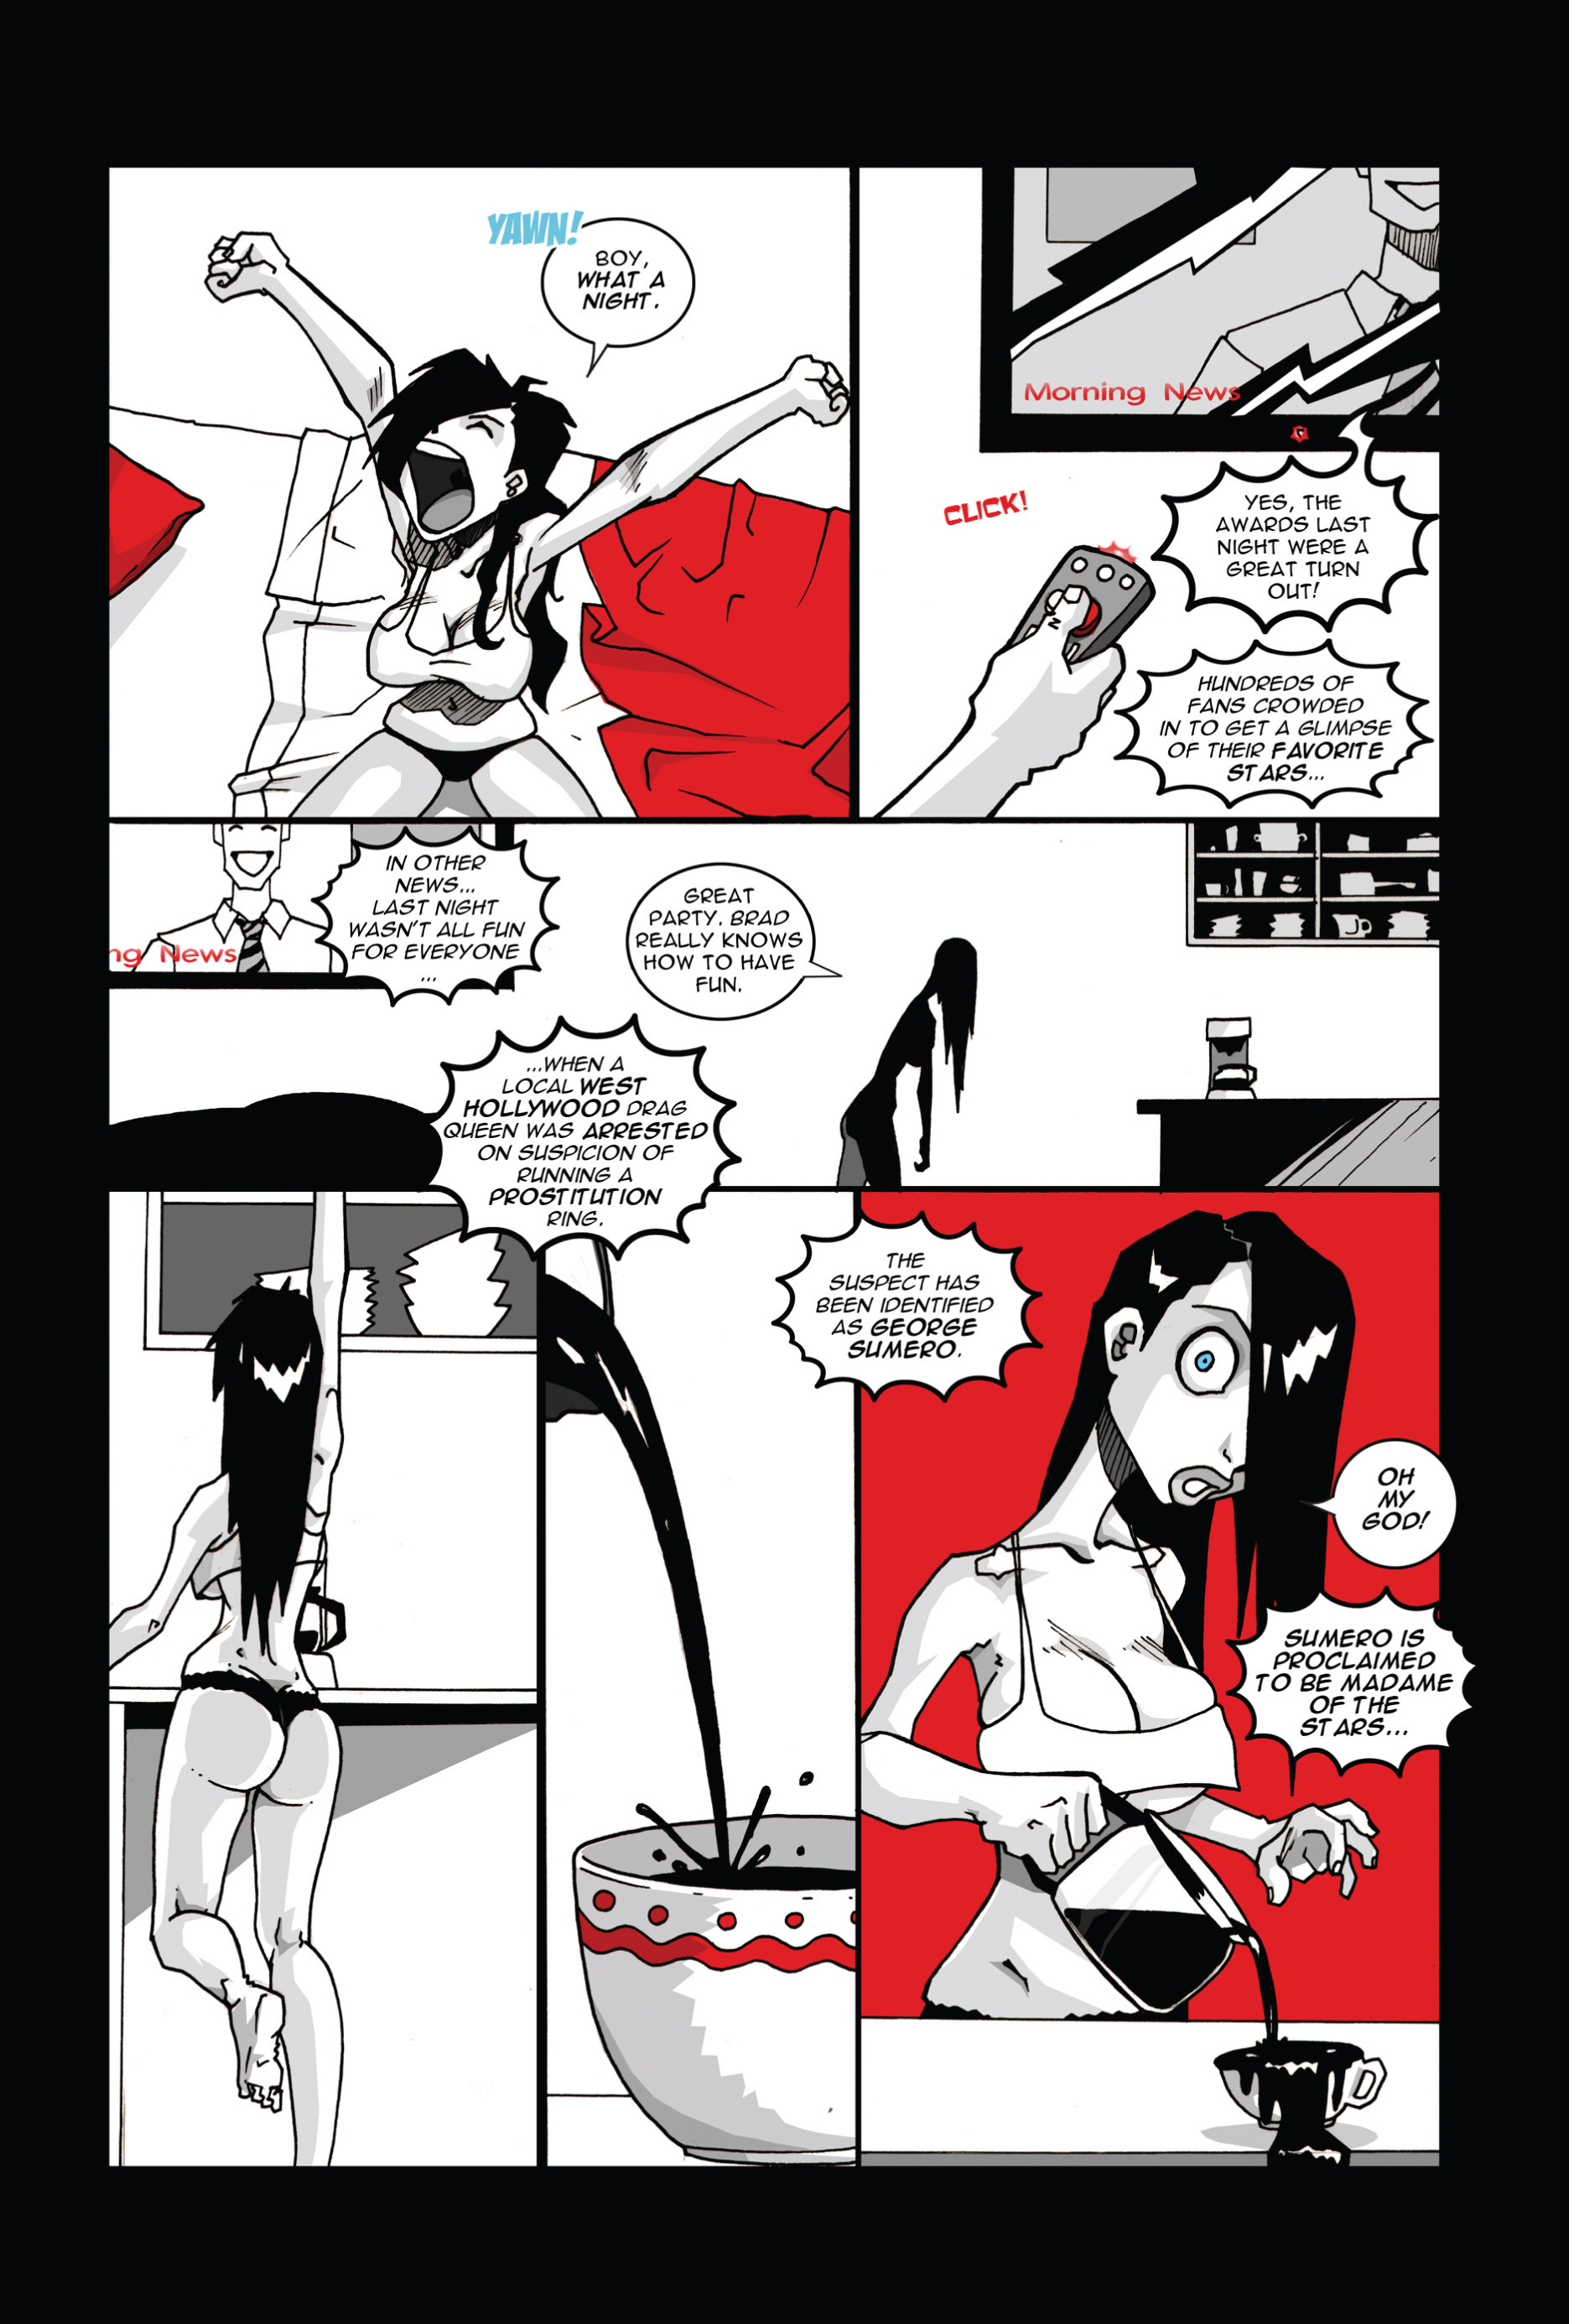 YAWN!
BOY,
WHAT A
NIGHT.
Morning News
CLICK!
YES, THE
AWARDS LAST
NIGHT WERE A
GREAT TURN
OUT!
HUNDREDS OF
FANS CROWDED
IN TO GET A GLIMPSE
OF THEIR FAVORITE
STARS...
ng News
IN OTHER
NEWS...
LAST NIGHT
WASN'T ALL FUN
FOR EVERYONE
...
GREAT
PARTY. BRAD
REALLY KNOWS
HOW TO HAVE
FUN.
...WHEN A
LOCAL WEST
HOLLYWOOD DRAG
QUEEN WAS ARRESTED
ON SUSPICION OF
RUNNING A
PROSTITUTION
RING.
THE
SUSPECT HAS
BEEN IDENTIFIED
AS GEORGE
SUMERO.
OH
MY
GOD!
SUMERO IS
PROCLAIMED
TO BE MADAME
OF THE
STARS...